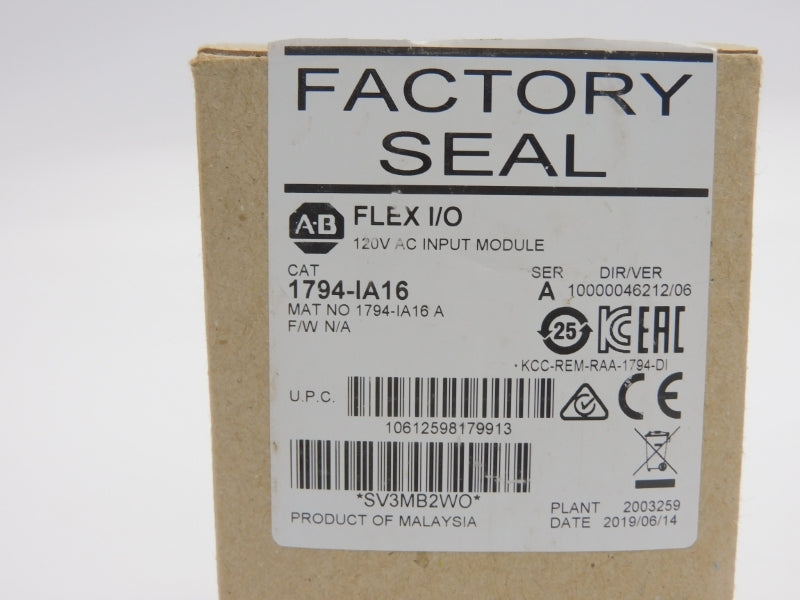 FACTORY
SEAL
A-B
FLEX I/O
120V AC INPUT MODULE
CAT SER DIR/VER
1794-IA16 A 10000046212/06
MAT NO 1794-IA16 A
F/W N/A
25 KC EAC
·KCC-REM-RAA-1794-DI
U.P.C.
10612598179913
CE
*SV3MB2WO*
PLANT 2003259
PRODUCT OF MALAYSIA DATE 2019/06/14